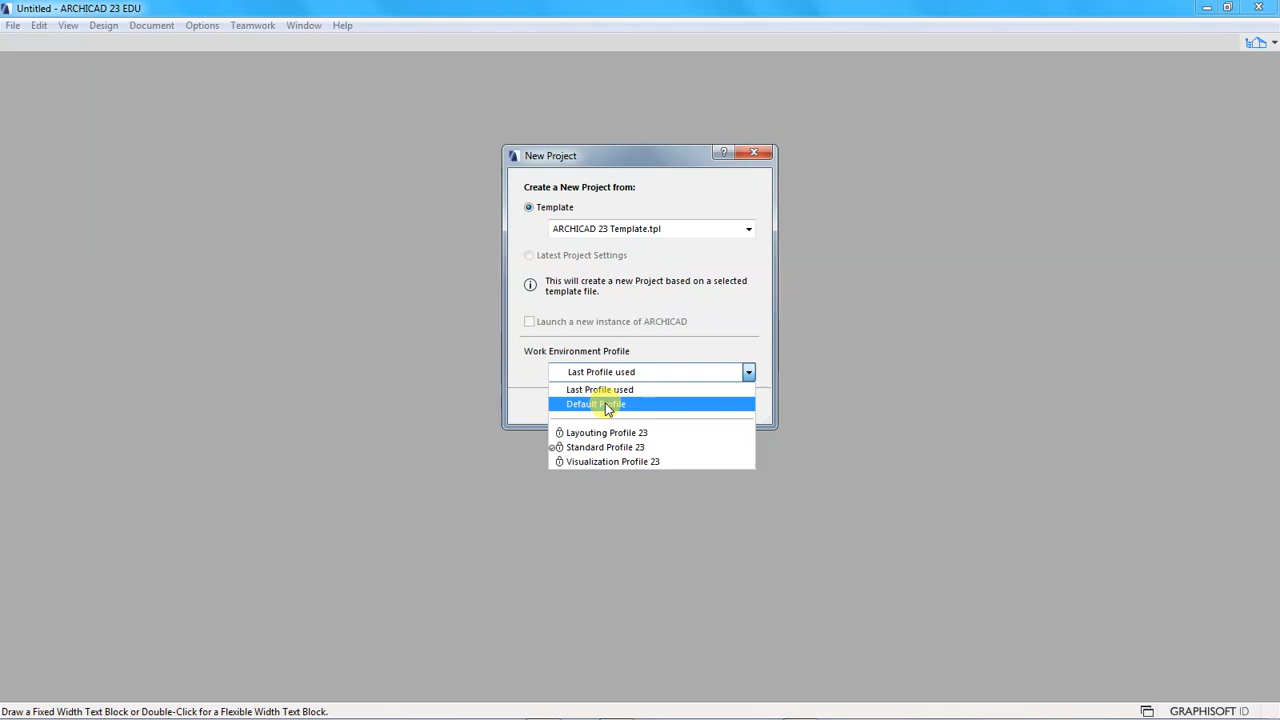 Untitled - ARCHICAD 23 EDU
File Edit View Design Document Options Teamwork Window Help
New Project
?
Create a New Project from:
Template
ARCHICAD 23 Template.tpl
Latest Project Settings
This will create a new Project based on a selected
template file.
Launch a new instance of ARCHICAD
Work Environment Profile
Last Profile used
Last Profile used
Default Profile
Layouting Profile 23
Standard Profile 23
Visualization Profile 23
Draw a Fixed Width Text Block or Double-Click for a Flexible Width Text Block.
GRAPHISOFT ID